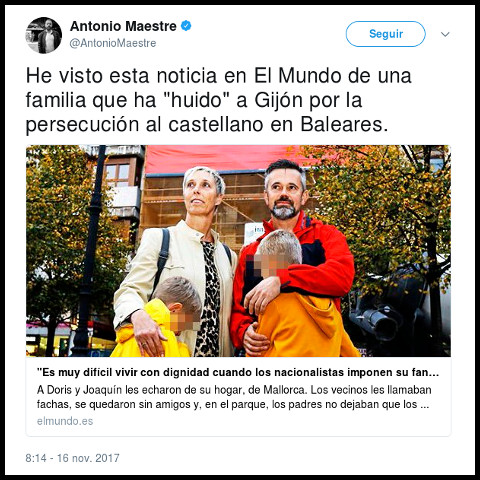 Antonio Maestre
@AntonioMaestre
Seguir
He visto esta noticia en El Mundo de una
familia que ha "huido" a Gijón por la
persecución al castellano en Baleares.
"Es muy difícil vivir con dignidad cuando los nacionalistas imponen su fan…
A Doris y Joaquín les echaron de su hogar, de Mallorca. Los vecinos les llamaban
fachas, se quedaron sin amigos y, en el parque, los padres no dejaban que los ...
elmundo.es
8:14 - 16 nov. 2017